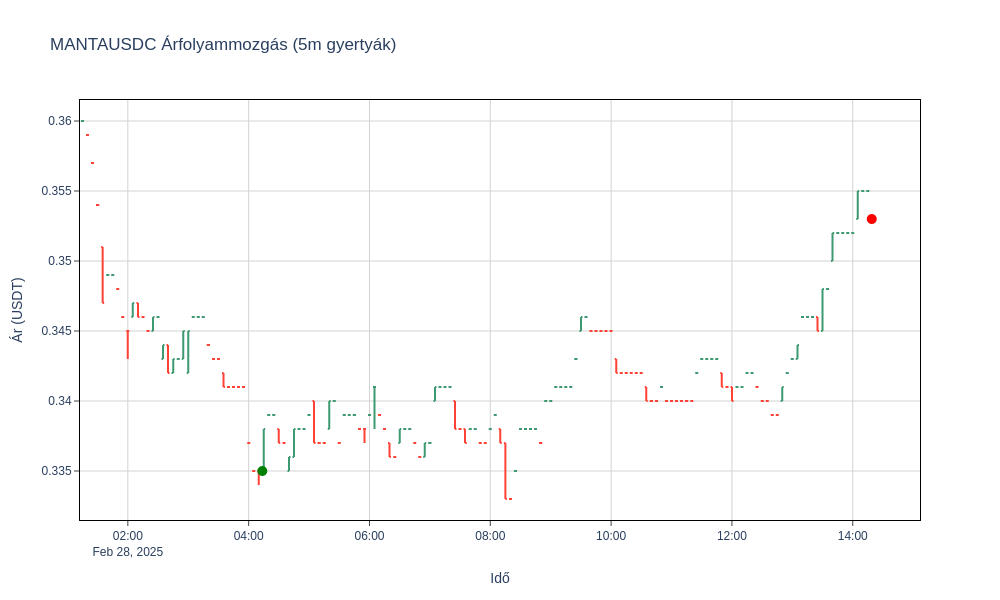 MANTAUSDC Árfolyammozgás (5m gyertyák)
0.36
0.355
0.35
0.345
0.34
0.335
Ár (USDT)
02:00 04:00 06:00 08:00 10:00 12:00 14:00
Feb 28, 2025
Idő